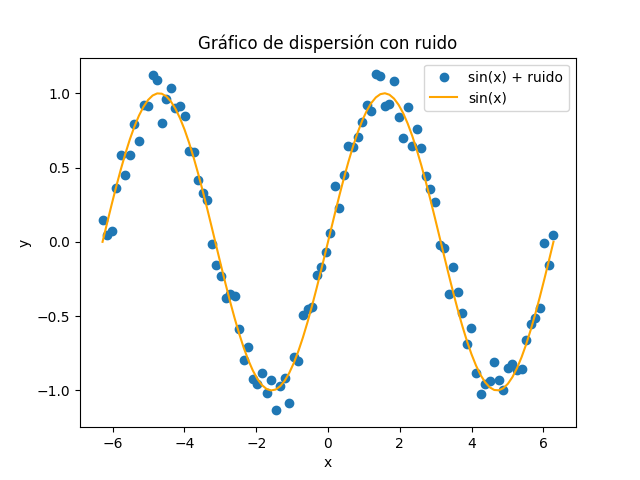 Gráfico de dispersión con ruido
sin(x) + ruido
sin(x)
1.0
0.5
0.0
−0.5
−1.0
y
−6
−4
−2
0
2
4
6
x